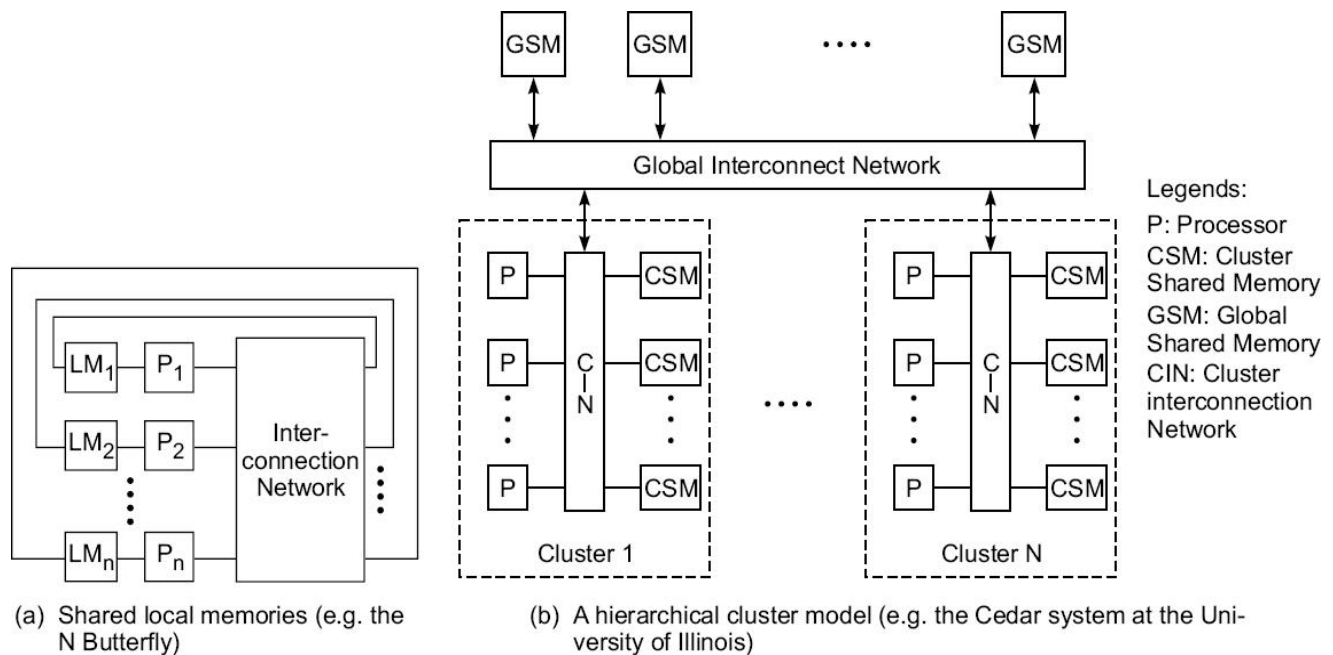 GSM GSM .... GSM
Global Interconnect Network
Legends:
P: Processor
CSM: Cluster
Shared Memory
GSM: Global
Shared Memory
CIN: Cluster
interconnection
Network
P CSM P CSM
LM1 P1
P C–N CSM P C–N CSM
LM2 P2
Inter-
connection
Network
....
LMn Pn
P CSM P CSM
Cluster 1
Cluster N
(a) Shared local memories (e.g. the
N Butterfly)
(b) A hierarchical cluster model (e.g. the Cedar system at the Uni-
versity of Illinois)